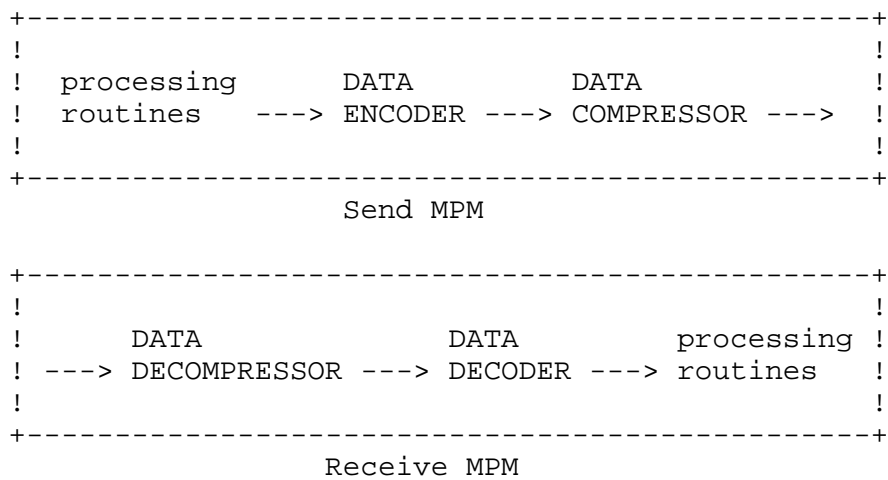 +------------------------------------------------+
!                                                !
!  processing      DATA         DATA             !
!  routines   ---> ENCODER ---> COMPRESSOR --->  !
!                                                !
+------------------------------------------------+
Send MPM
+------------------------------------------------+
!                                                !
!      DATA              DATA         processing !
! ---> DECOMPRESSOR ---> DECODER ---> routines   !
!                                                !
+------------------------------------------------+
Receive MPM